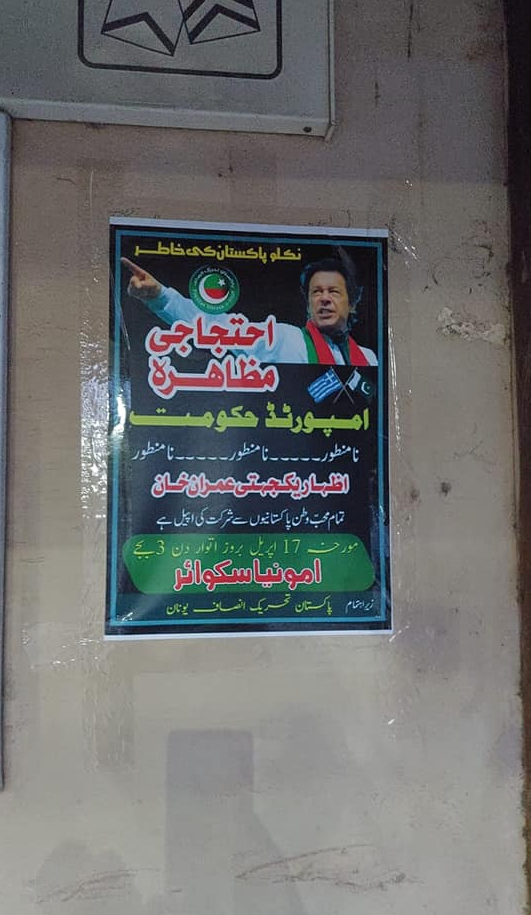 نکلو پاکستان کی خاطر
احتجاجی
مظاہرہ
امپورٹڈ حکومت
نامنظور-----نامنظور-----نامنظور
اظہار یکجہتی عمران خان
تمام محبّ وطن پاکستانیوں سے شرکت کی اپیل ہے
مورخہ 17 اپریل بروز اتوار دن 3 بجے
امونیا سکوائر
زیر اہتمام پاکستان تحریک انصاف یونان